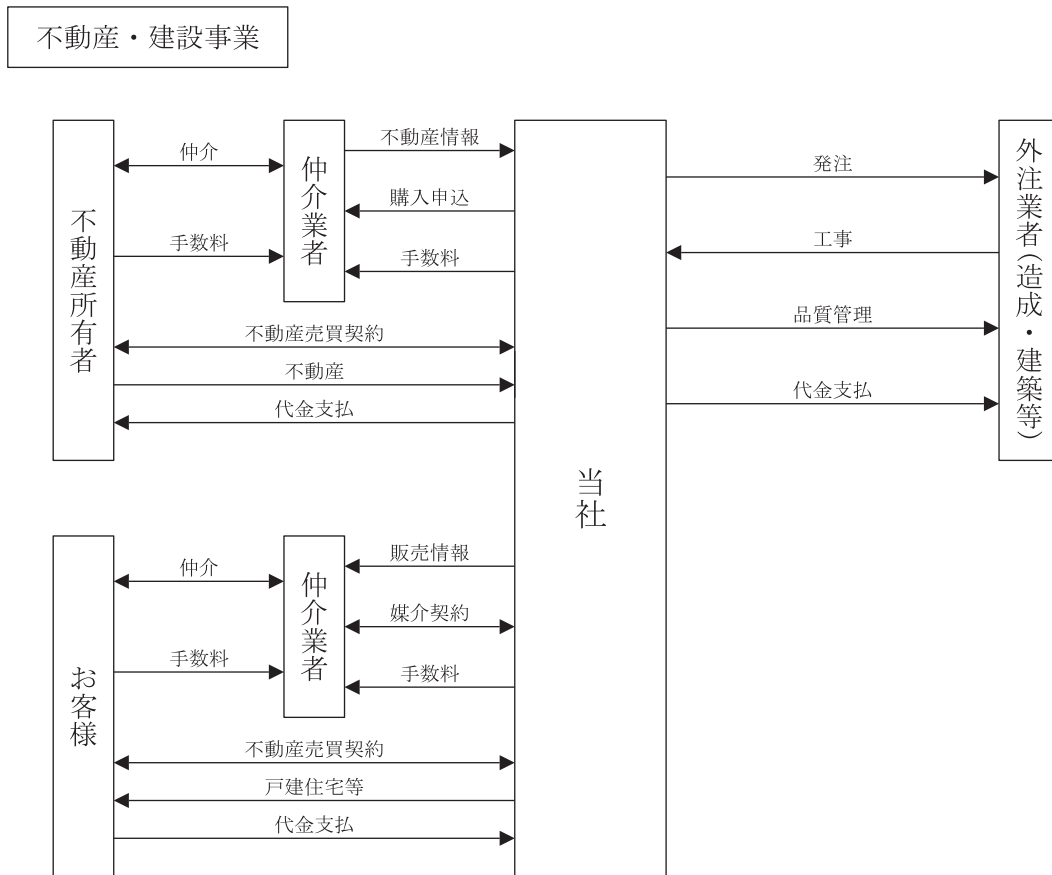 不動産・建設事業
不動産所有者
仲介
手数料
仲介業者
不動産情報
購入申込
手数料
不動産売買契約
不動産
代金支払
当社
発注
工事
品質管理
代金支払
外注業者(造成・建築等)
お客様
仲介
手数料
仲介業者
販売情報
媒介契約
手数料
不動産売買契約
戸建住宅等
代金支払